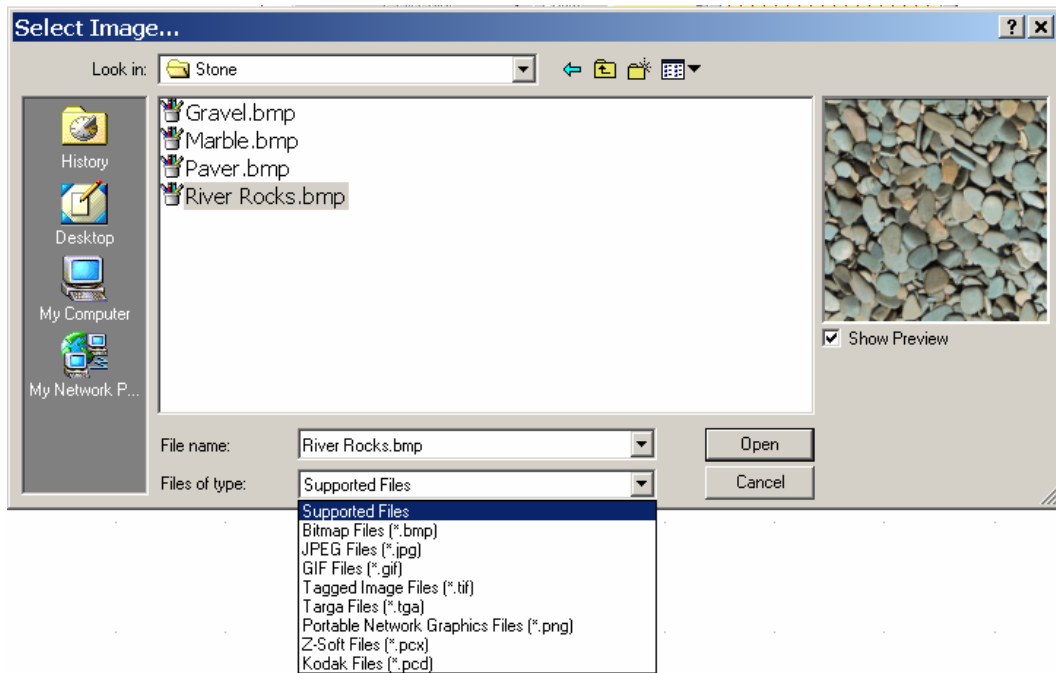 Select Image...
Look in:
Stone
History
Desktop
My Computer
My Network P...
Gravel.bmp
Marble.bmp
Paver.bmp
River Rocks.bmp
Show Preview
File name:
River Rocks.bmp
Open
Files of type:
Supported Files
Cancel
Supported Files
Bitmap Files (*.bmp)
JPEG Files (*.jpg)
GIF Files (*.gif)
Tagged Image Files (*.tif)
Targa Files (*.tga)
Portable Network Graphics Files (*.png)
Z-Soft Files (*.pcx)
Kodak Files (*.pcd)